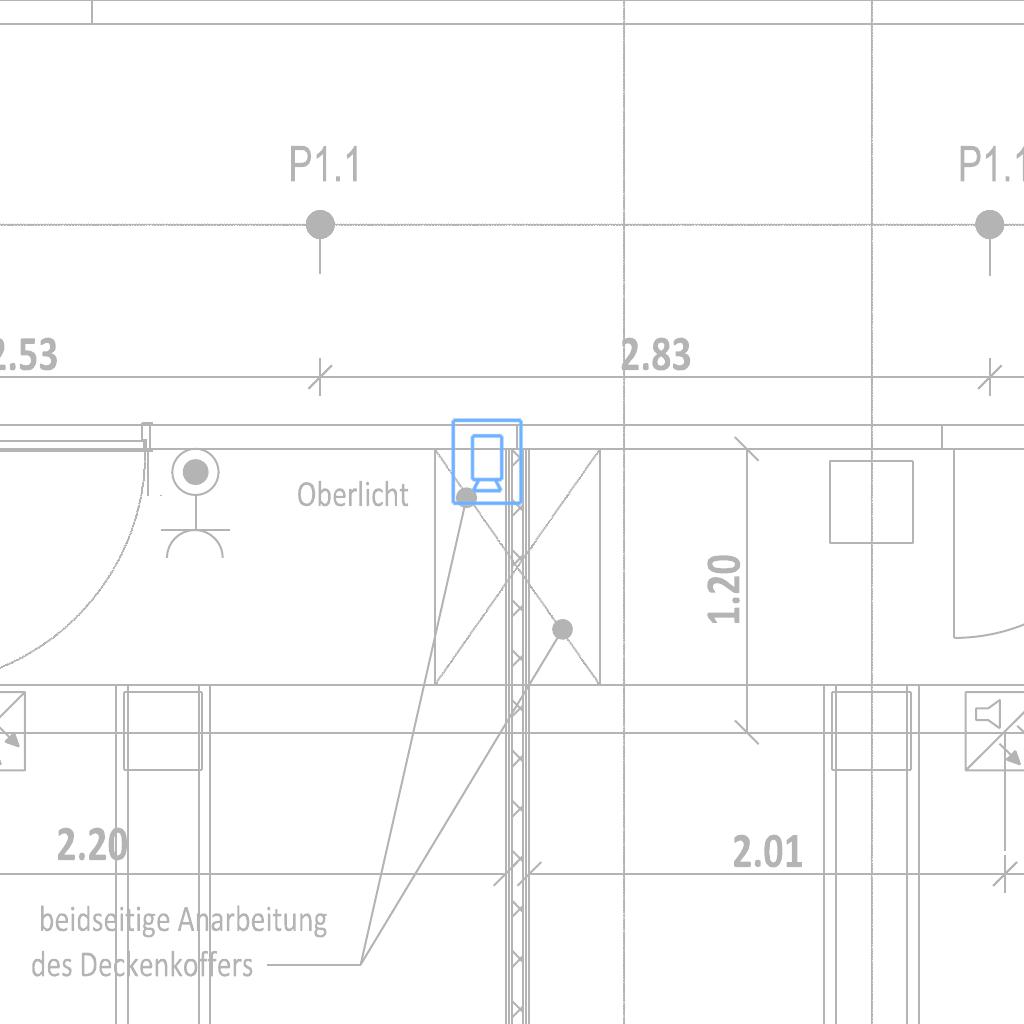 P1.1
P1.1
2.53
2.83
Oberlicht
1.20
2.20
2.01
beidseitige Anarbeitung
des Deckenkoffers